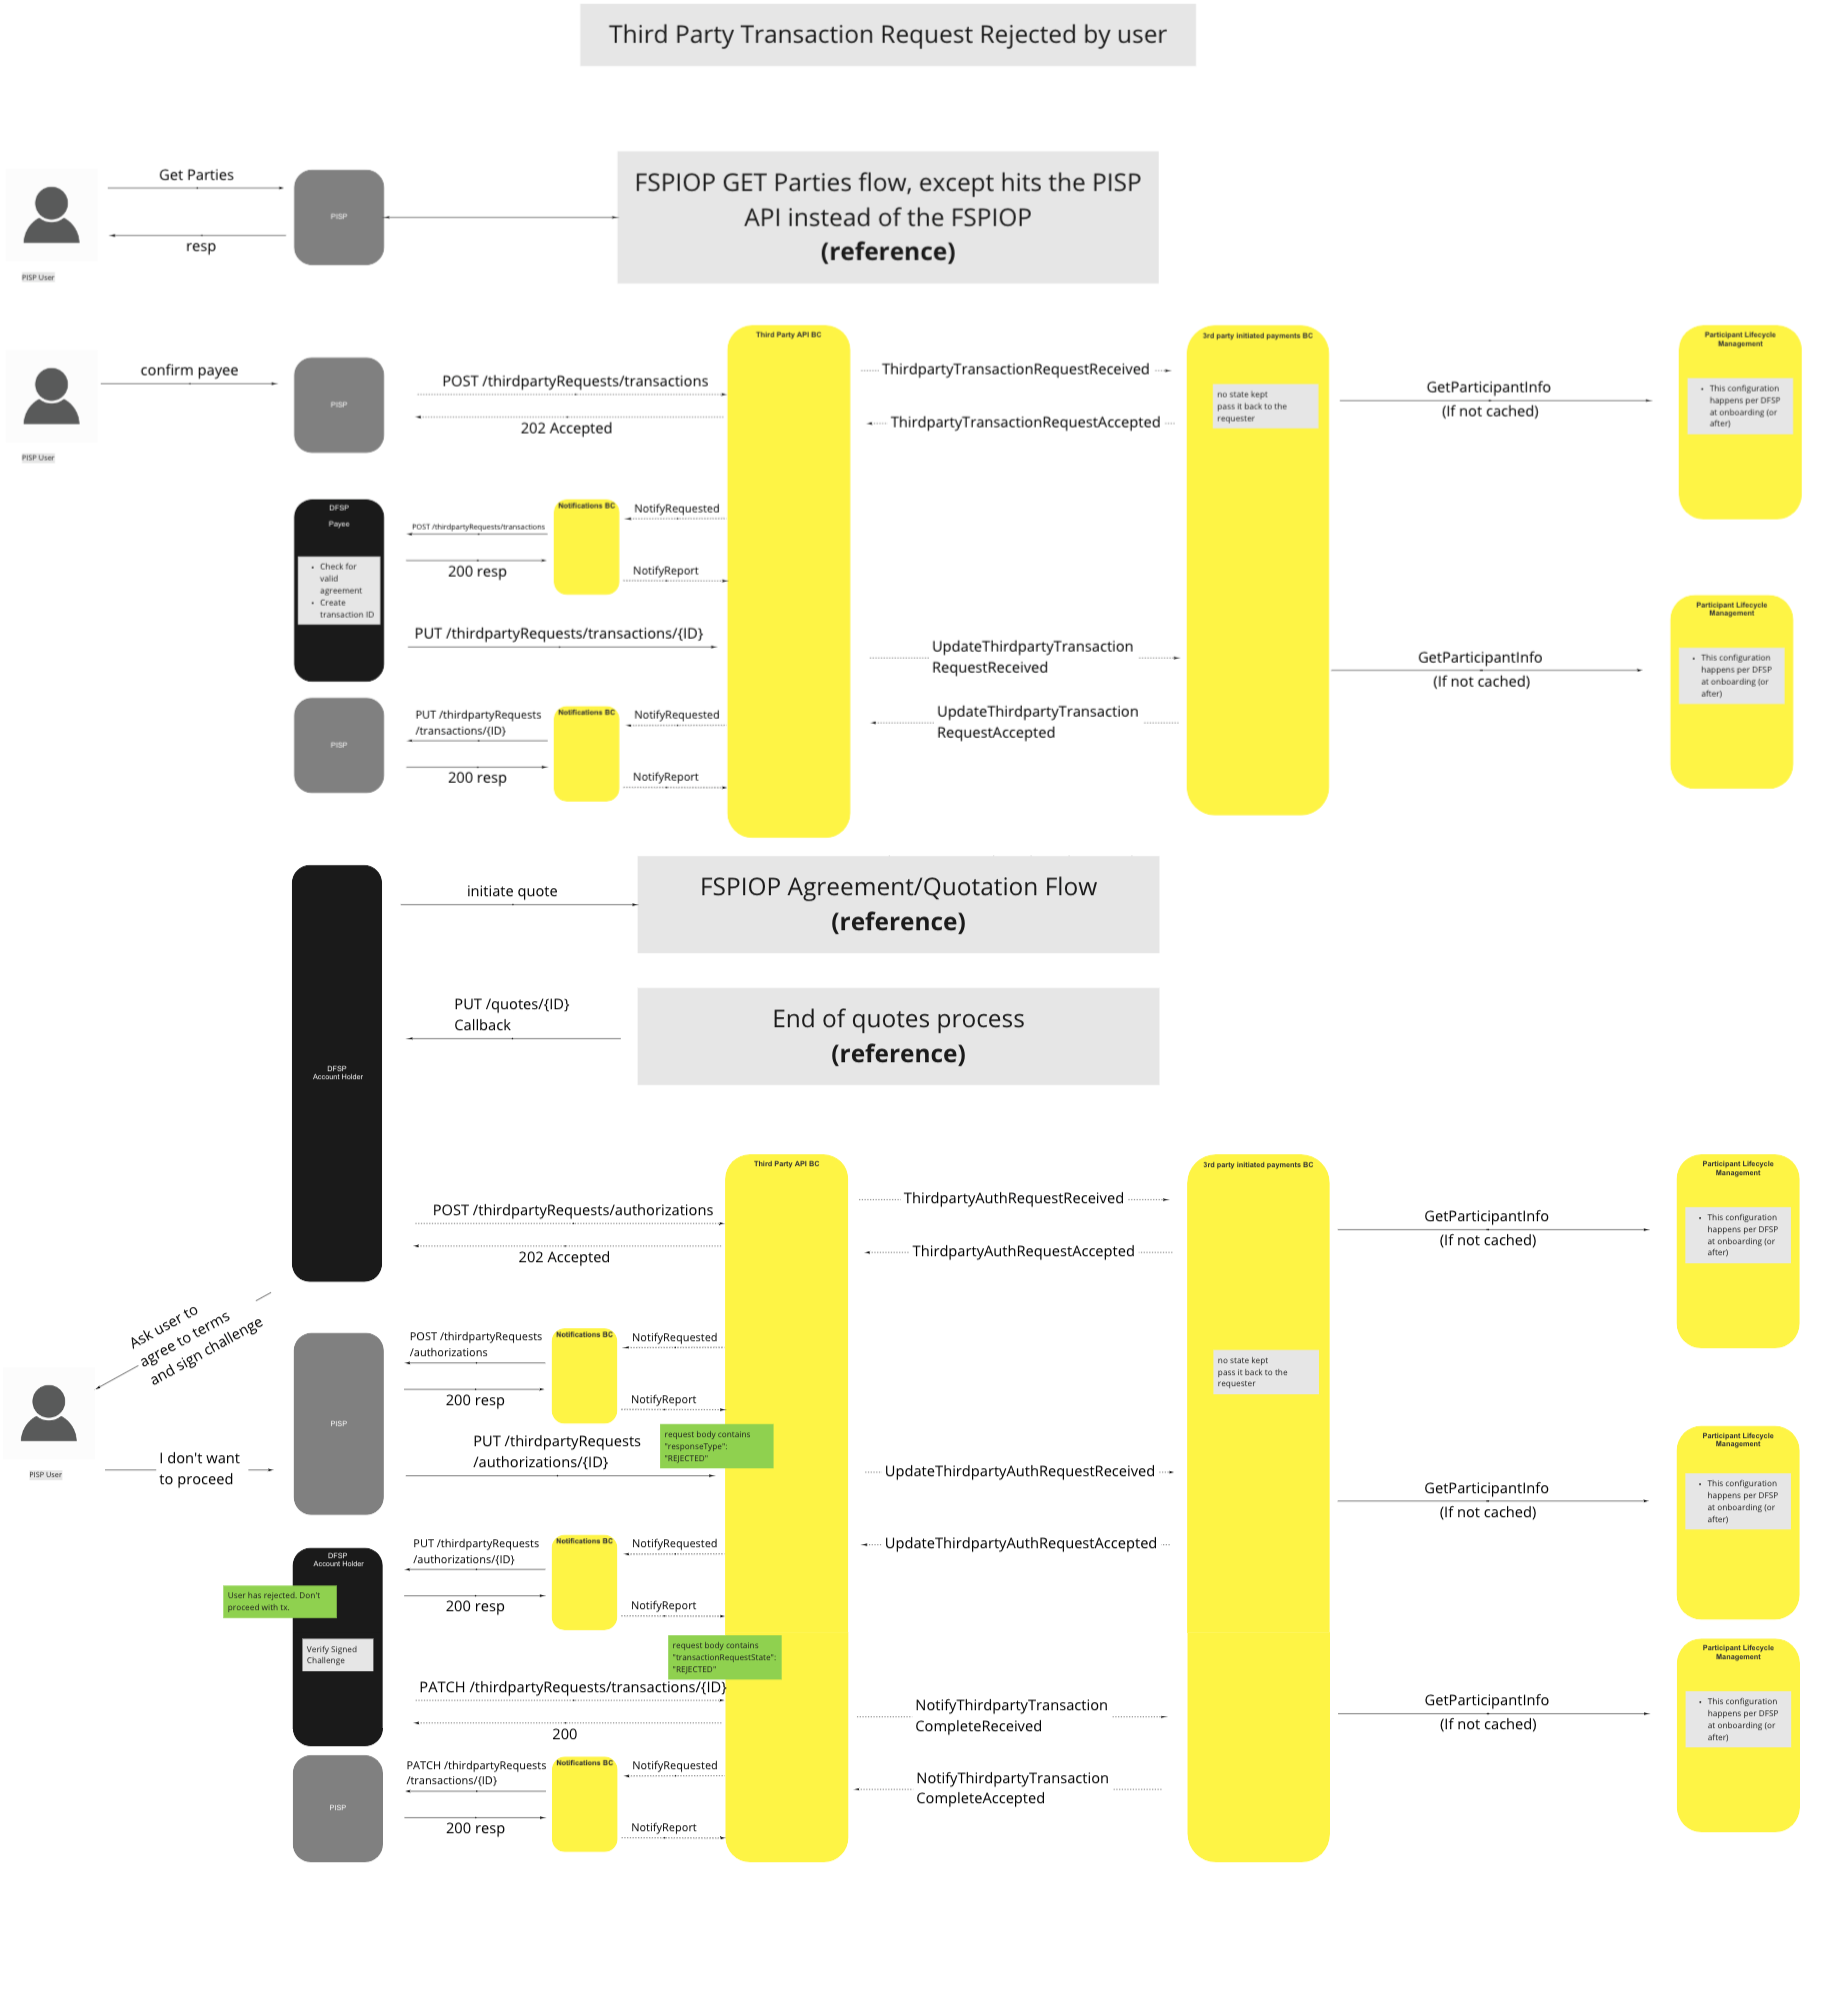 Third Party Transaction Request Rejected by user
Get Parties
resp
PISP User
PISP
FSPIOP GET Parties flow, except hits the PISP
API instead of the FSPIOP
(reference)
confirm payee
PISP User
PISP
POST /thirdpartyRequests/transactions
202 Accepted
Third Party API BC
ThirdpartyTransactionRequestReceived
ThirdpartyTransactionRequestAccepted
3rd party initiated payments BC
no state kept
pass it back to the
requester
GetParticipantInfo
(If not cached)
Participant Lifecycle
Management
• This configuration
happens per DFSP
at onboarding (or
after)
DFSP
Payee
• Check for
valid
agreement
• Create
transaction ID
POST /thirdpartyRequests/transactions
200 resp
Notifications BC
NotifyRequested
NotifyReport
PUT /thirdpartyRequests/transactions/{ID}
UpdateThirdpartyTransaction
RequestReceived
GetParticipantInfo
(If not cached)
Participant Lifecycle
Management
• This configuration
happens per DFSP
at onboarding (or
after)
PISP
PUT /thirdpartyRequests
/transactions/{ID}
200 resp
Notifications BC
NotifyRequested
NotifyReport
UpdateThirdpartyTransaction
RequestAccepted
DFSP
Account Holder
initiate quote
FSPIOP Agreement/Quotation Flow
(reference)
PUT /quotes/{ID}
Callback
End of quotes process
(reference)
POST /thirdpartyRequests/authorizations
202 Accepted
Third Party API BC
ThirdpartyAuthRequestReceived
ThirdpartyAuthRequestAccepted
3rd party initiated payments BC
GetParticipantInfo
(If not cached)
Participant Lifecycle
Management
• This configuration
happens per DFSP
at onboarding (or
after)
Ask user to
agree to terms
and sign challenge
PISP User
I don't want
to proceed
PISP
POST /thirdpartyRequests
/authorizations
200 resp
Notifications BC
NotifyRequested
NotifyReport
no state kept
pass it back to the
requester
PUT /thirdpartyRequests
/authorizations/{ID}
request body contains
"responseType":
"REJECTED"
UpdateThirdpartyAuthRequestReceived
GetParticipantInfo
(If not cached)
Participant Lifecycle
Management
• This configuration
happens per DFSP
at onboarding (or
after)
UpdateThirdpartyAuthRequestAccepted
DFSP
Account Holder
User has rejected. Don't
proceed with tx.
Verify Signed
Challenge
PUT /thirdpartyRequests
/authorizations/{ID}
200 resp
Notifications BC
NotifyRequested
NotifyReport
request body contains
"transactionRequestState":
"REJECTED"
PATCH /thirdpartyRequests/transactions/{ID}
200
NotifyThirdpartyTransaction
CompleteReceived
GetParticipantInfo
(If not cached)
Participant Lifecycle
Management
• This configuration
happens per DFSP
at onboarding (or
after)
PISP
PATCH /thirdpartyRequests
/transactions/{ID}
200 resp
Notifications BC
NotifyRequested
NotifyReport
NotifyThirdpartyTransaction
CompleteAccepted